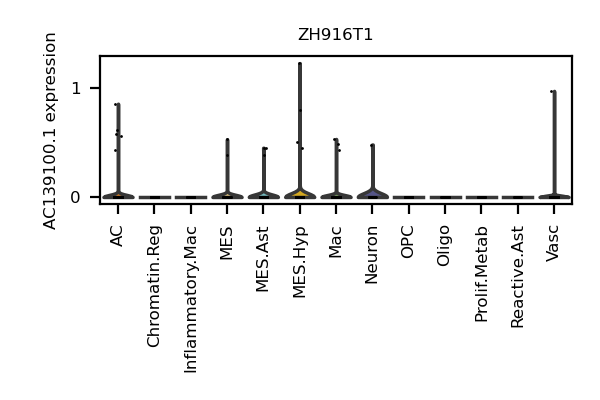 ZH916T1
AC139100.1 expression
1
0
AC
Chromatin.Reg
Inflammatory.Mac
MES
MES.Ast
MES.Hyp
Mac
Neuron
OPC
Oligo
Prolif.Metab
Reactive.Ast
Vasc